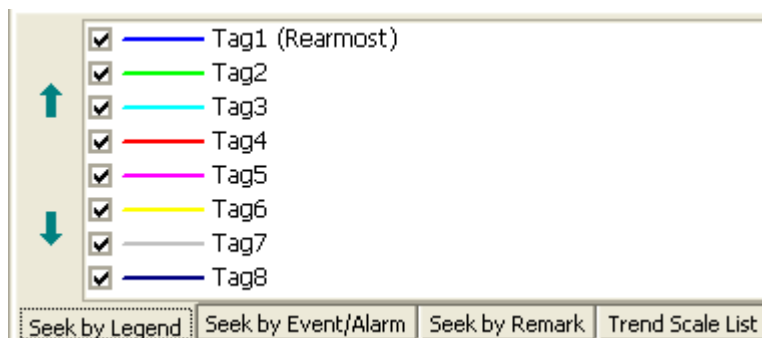 Tag1 (Rearmost)
Tag2
Tag3
Tag4
Tag5
Tag6
Tag7
Tag8
Seek by Legend
Seek by Event/Alarm
Seek by Remark
Trend Scale List